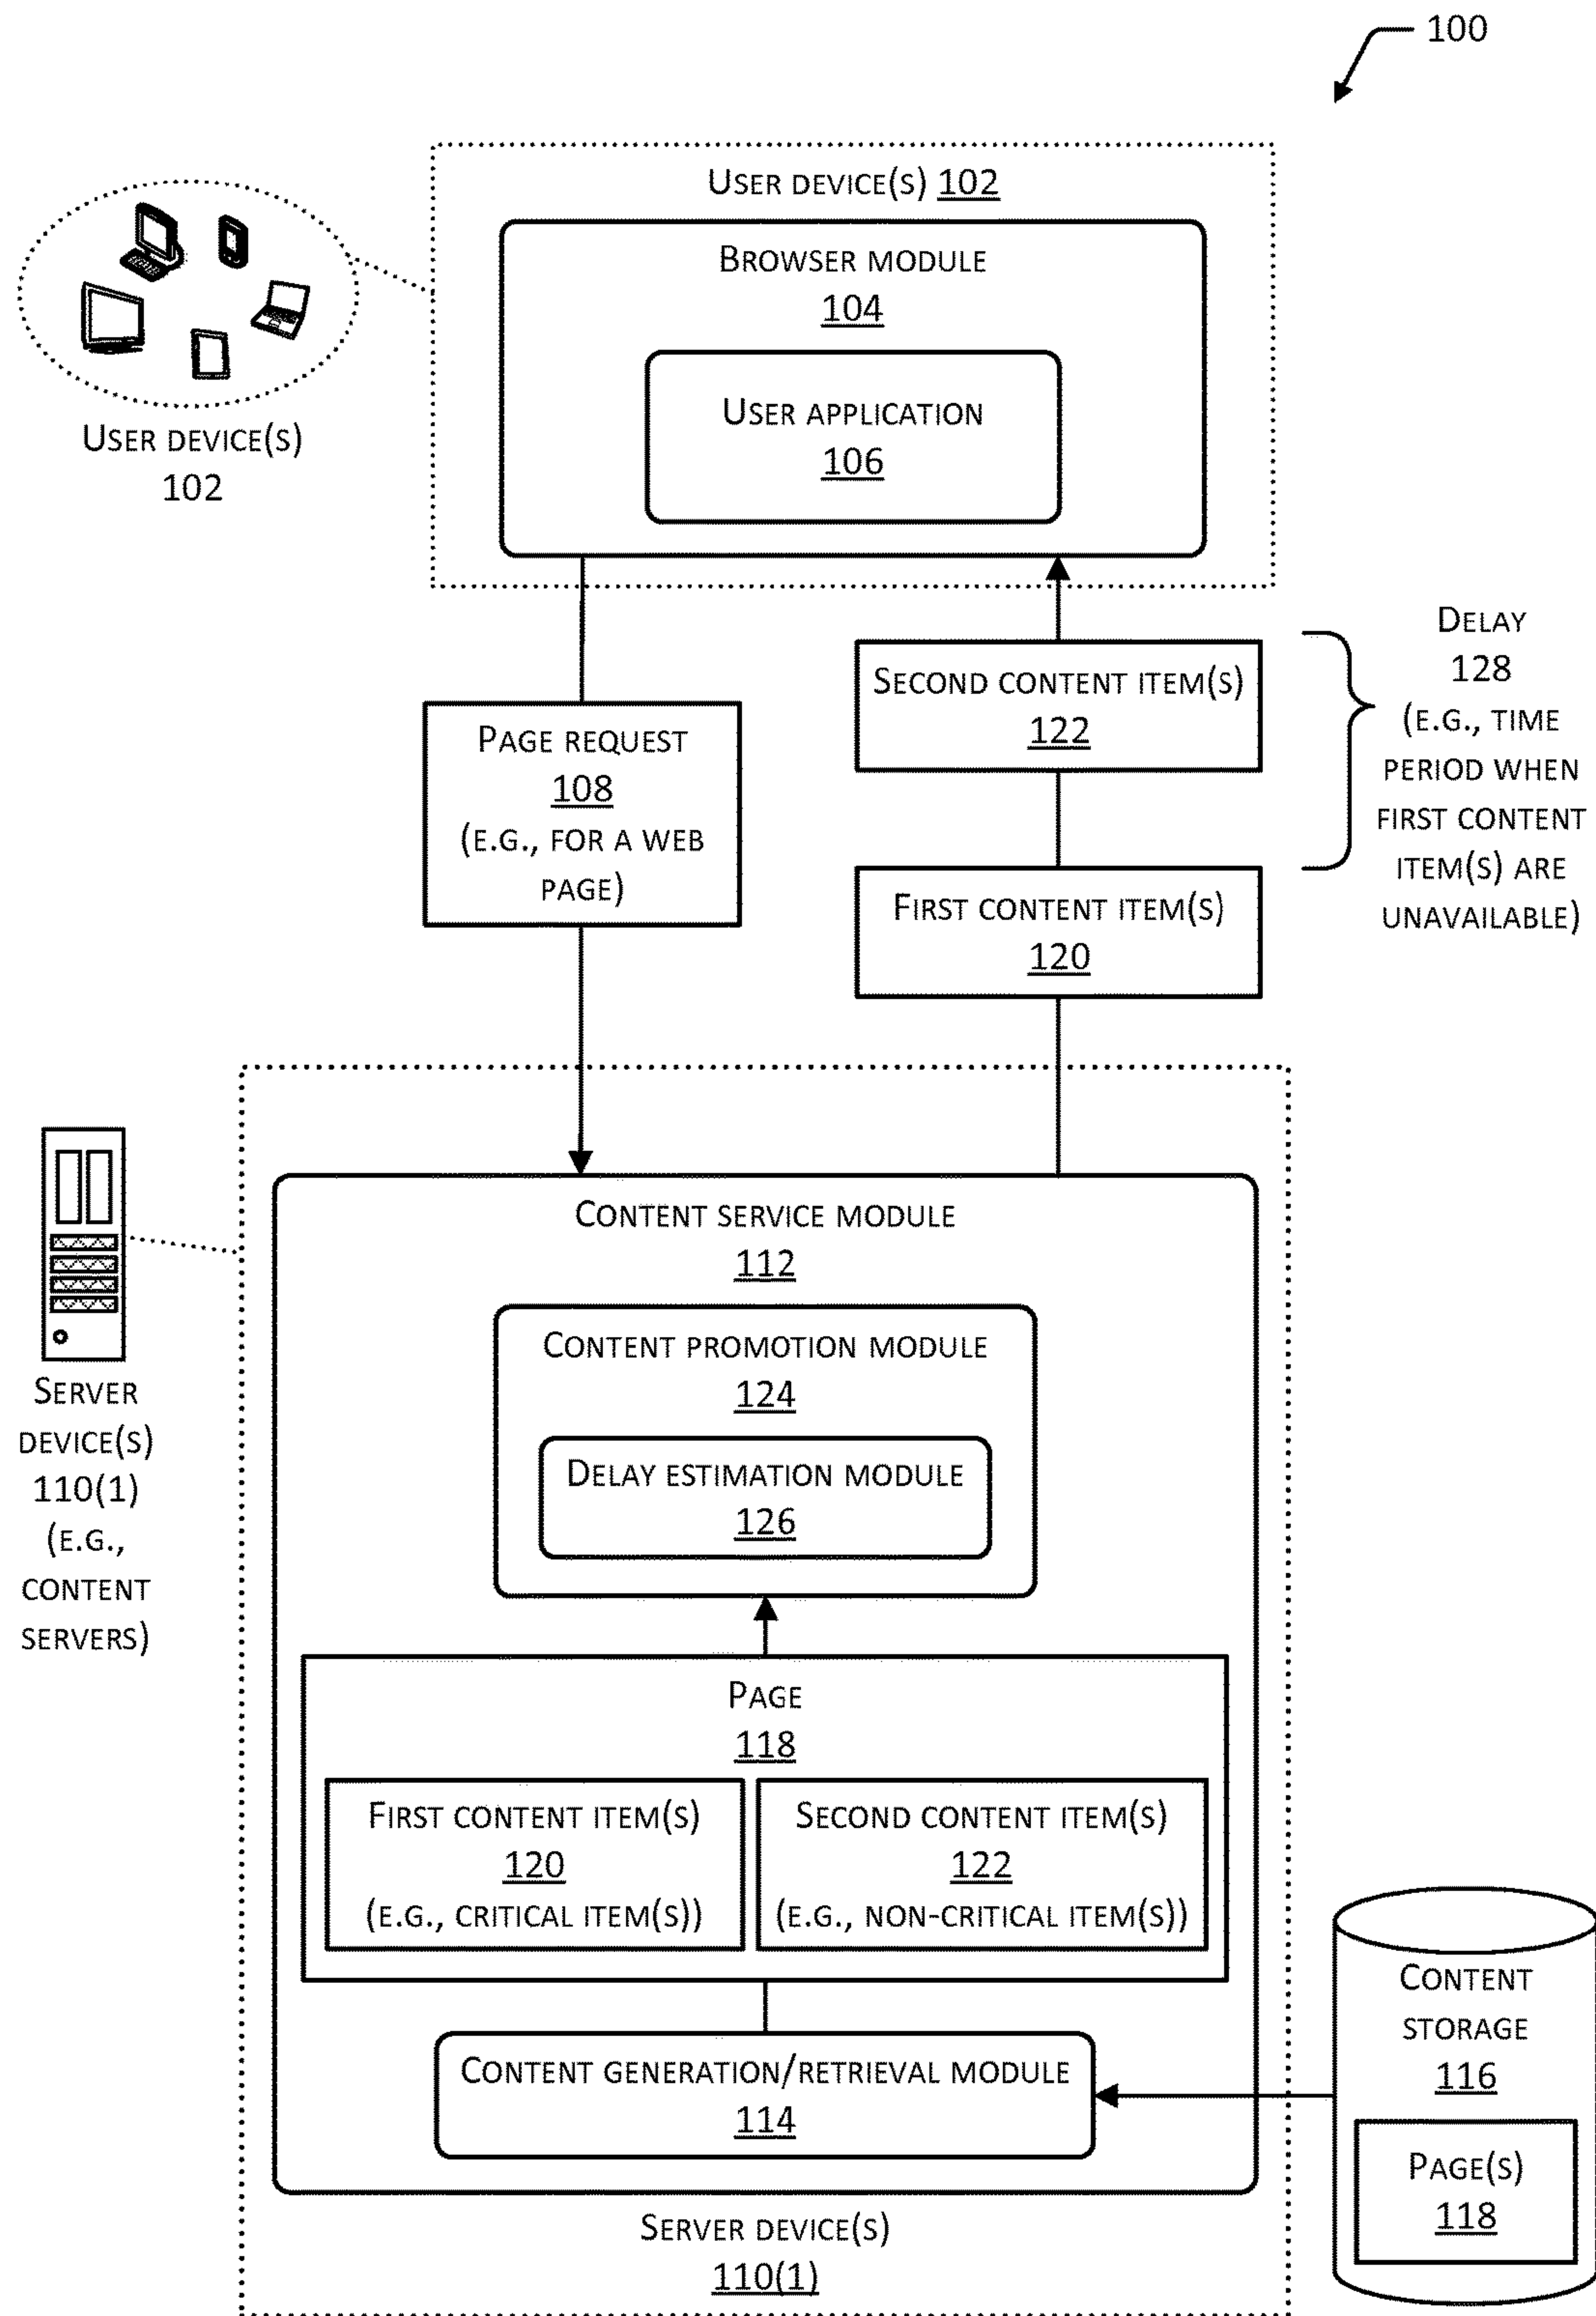 100
User device(s) 102
Browser module
104
User application
106
User device(s)
102
Page request
108
(e.g., for a web
page)
Second content item(s)
122
First content item(s)
120
Delay
128
(e.g., time
period when
first content
item(s) are
unavailable)
Server
device(s)
110(1)
(e.g.,
content
servers)
Content service module
112
Content promotion module
124
Delay estimation module
126
Page
118
First content item(s)
120
(e.g., critical item(s))
Second content item(s)
122
(e.g., non-critical item(s))
Content generation/retrieval module
114
Content
storage
116
Page(s)
118
Server device(s)
110(1)